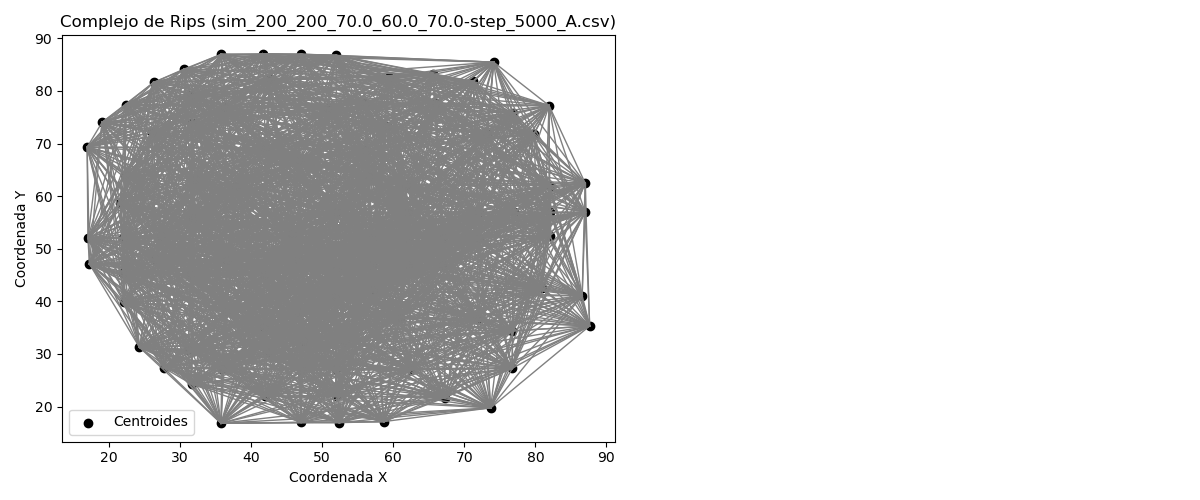 Complejo de Rips (sim_200_200_70.0_60.0_70.0-step_5000_A.csv)
90
80
70
60
50
40
30
20
Coordenada Y
Centroides
20 30 40 50 60 70 80 90
Coordenada X